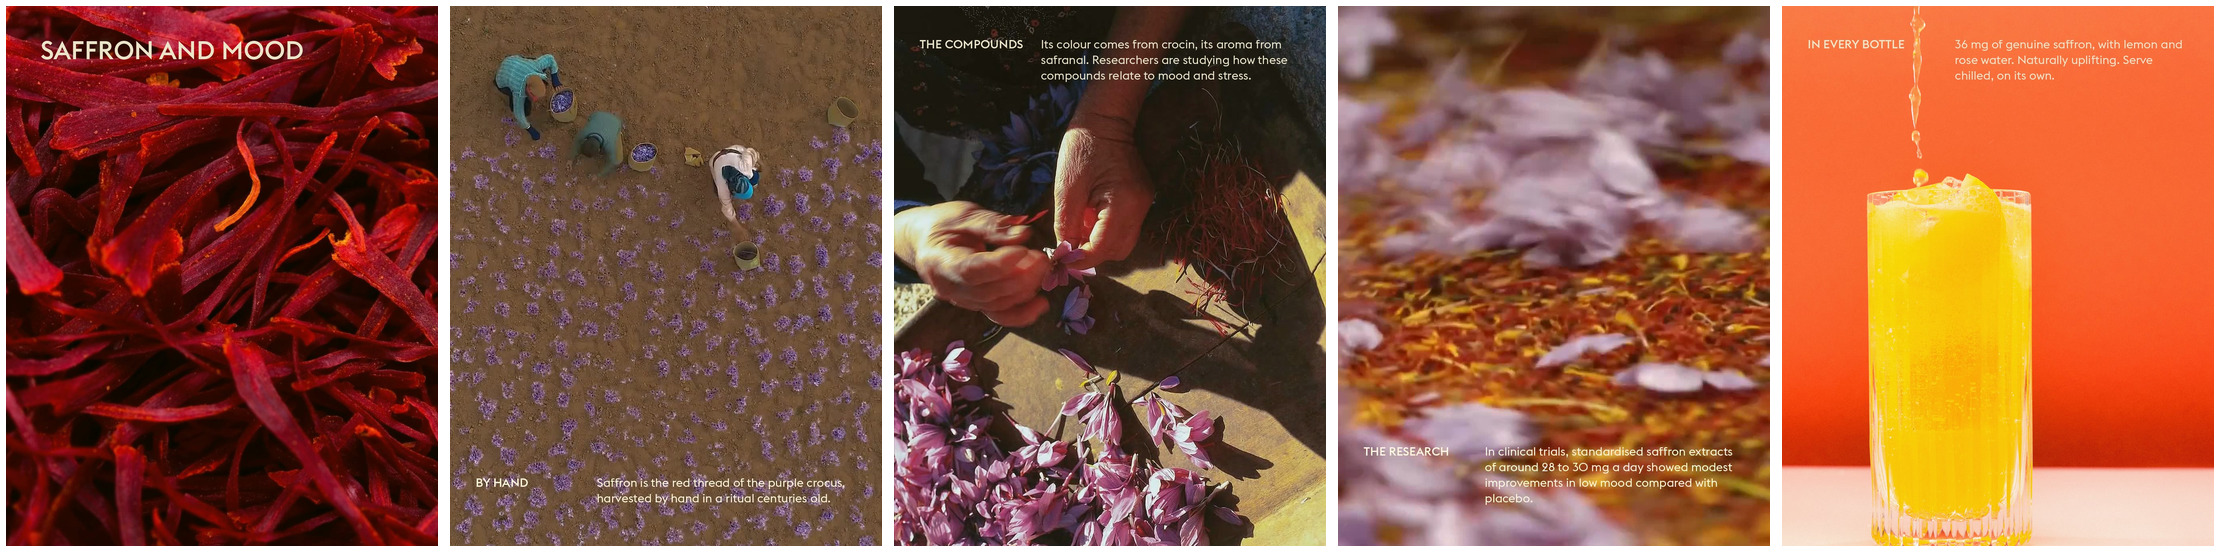 SAFFRON AND MOOD
BY HAND
Saffron is the red thread of the purple crocus,
harvested by hand in a ritual centuries old.
THE COMPOUNDS
Its colour comes from crocin, its aroma from
safranal. Researchers are studying how these
compounds relate to mood and stress.
THE RESEARCH
In clinical trials, standardised saffron extracts
of around 28 to 30 mg a day showed modest
improvements in low mood compared with
placebo.
IN EVERY BOTTLE
36 mg of genuine saffron, with lemon and
rose water. Naturally uplifting. Serve
chilled, on its own.